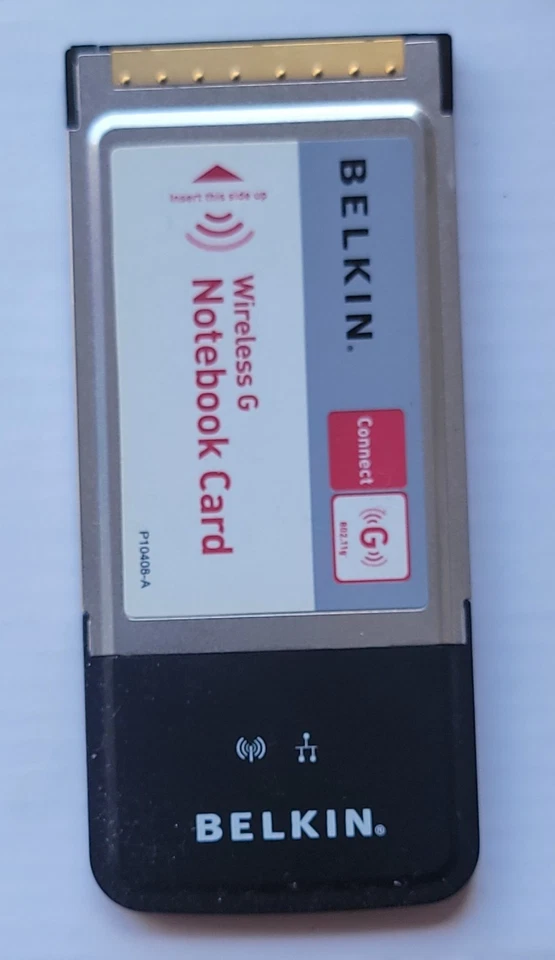 Insert this side up
BELKIN.
Wireless G
Notebook Card
Connect
G
802.11g
P10408-A
BELKIN®